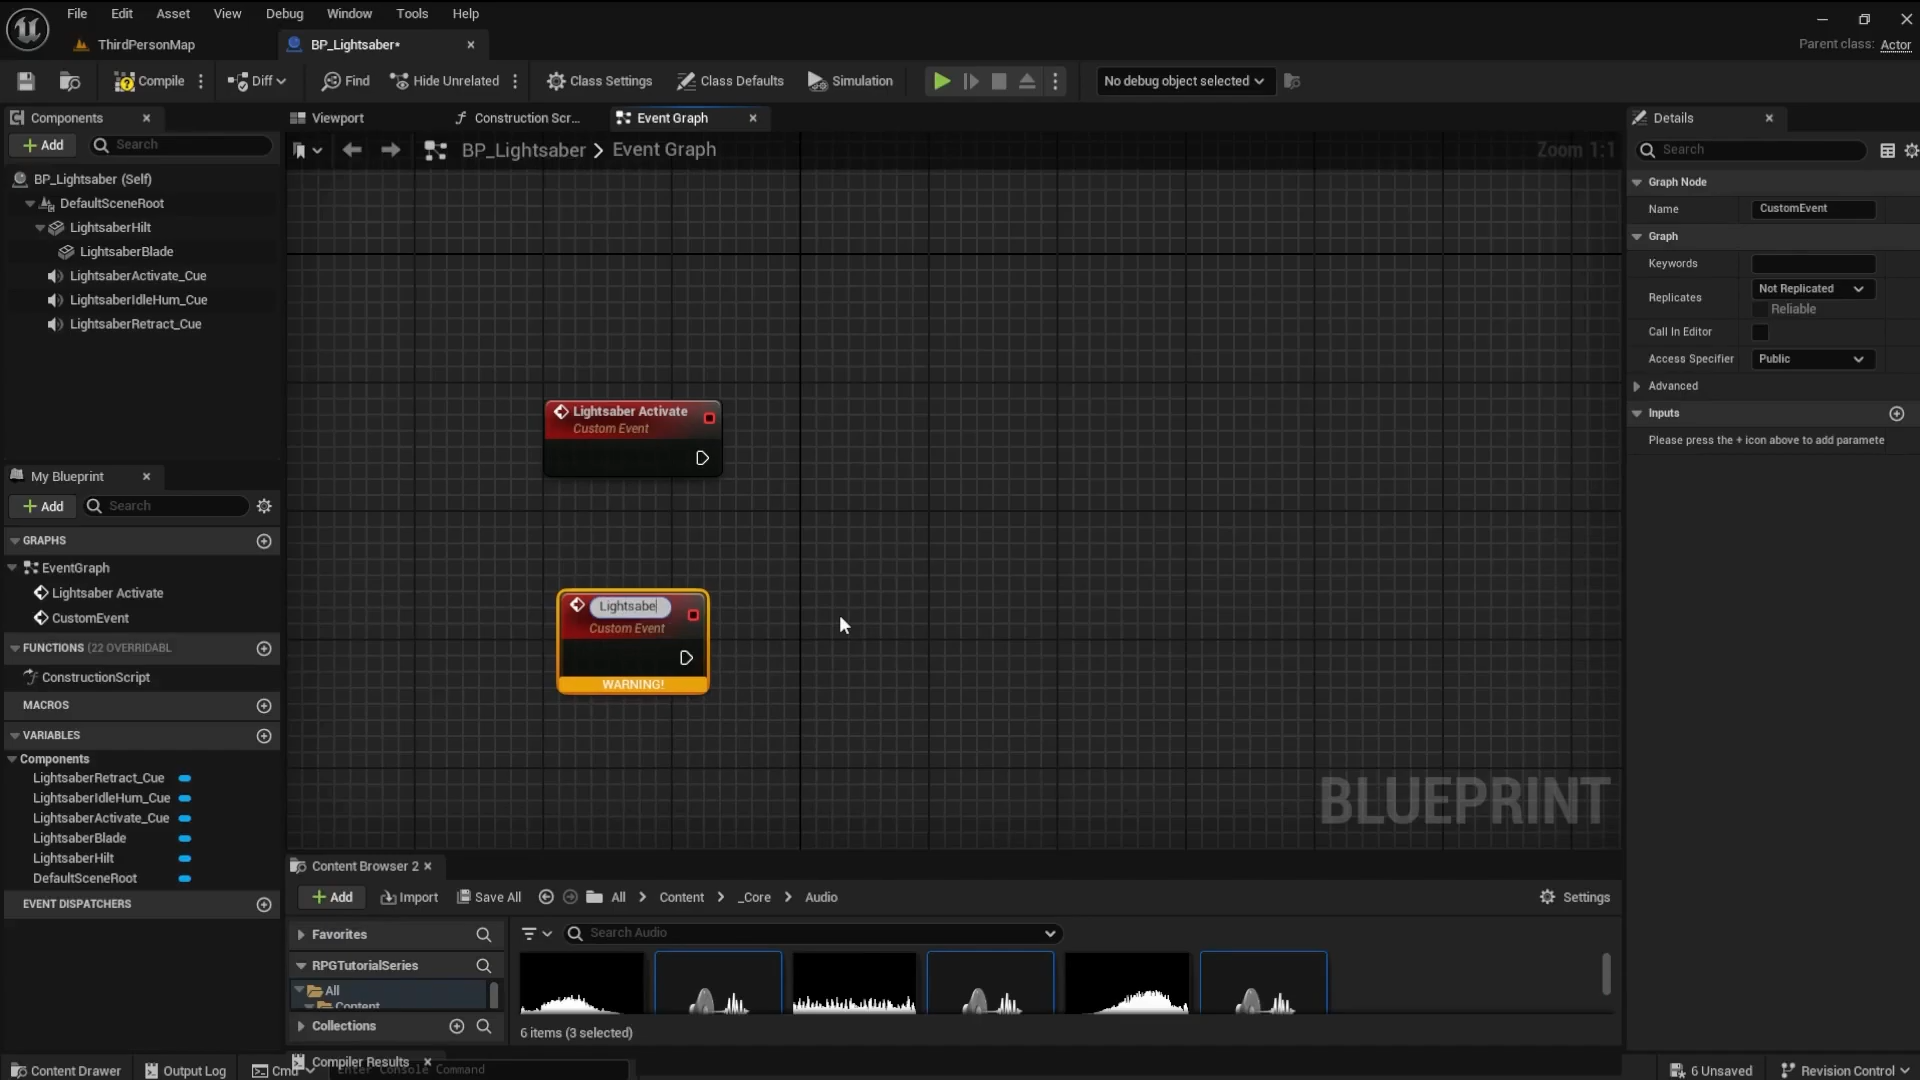 File Edit Asset View Debug Window Tools Help
ThirdPersonMap
BP_Lightsaber*
Parent class: Actor
Compile Diff Find Hide Unrelated Class Settings Class Defaults Simulation No debug object selected
Components
Viewport
Construction Scr...
Event Graph
Details
Add Search
BP_Lightsaber > Event Graph
Zoom 1:1
Search
BP_Lightsaber (Self)
DefaultSceneRoot
LightsaberHilt
LightsaberBlade
LightsaberActivate_Cue
LightsaberIdleHum_Cue
LightsaberRetract_Cue
Graph Node
Name CustomEvent
Graph
Keywords
Replicates Not Replicated
Reliable
Call In Editor
Access Specifier Public
Advanced
Inputs
Please press the + icon above to add paramete
Lightsaber Activate
Custom Event
Lightsabe
Custom Event
WARNING!
BLUEPRINT
My Blueprint
Add Search
GRAPHS
EventGraph
Lightsaber Activate
CustomEvent
FUNCTIONS (22 OVERRIDABL
ConstructionScript
MACROS
VARIABLES
Components
LightsaberRetract_Cue
LightsaberIdleHum_Cue
LightsaberActivate_Cue
LightsaberBlade
LightsaberHilt
DefaultSceneRoot
EVENT DISPATCHERS
Content Browser 2
Add Import Save All All > Content > _Core > Audio Settings
Favorites
Search Audio
RPGTutorialSeries
All
Content
Collections
6 items (3 selected)
Compiler Results
Content Drawer Output Log Cmd Enter Console Command 6 Unsaved Revision Control